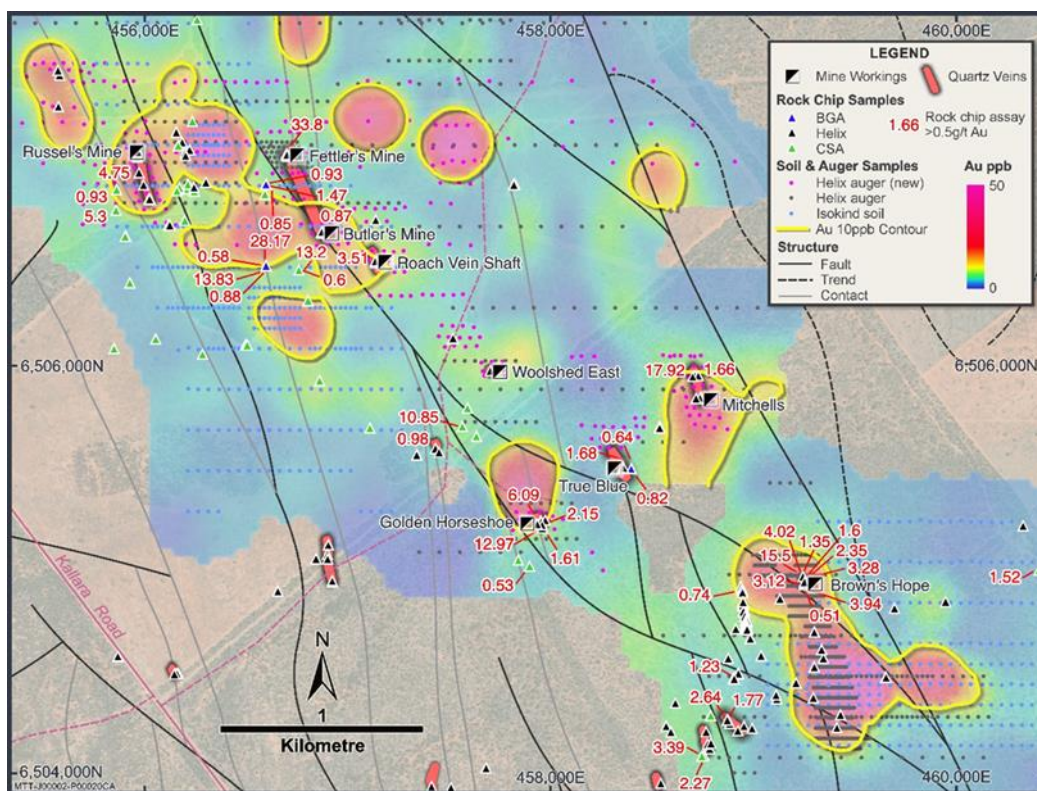 456,000E
458,000E
460,000E
LEGEND
Mine Workings
Quartz Veins
Rock Chip Samples
BGA
Helix
CSA
1.66
Rock chip assay
>0.5g/t Au
Soil & Auger Samples
Helix auger (new)
Helix auger
Isokind soil
Au 10ppb Contour
Au ppb
50
0
Structure
Fault
Trend
Contact
33.8
Russel's Mine
Fettler's Mine
4.75
0.93
0.93
1.47
5.3
0.85
0.87
28.17
Butler's Mine
0.58
13.2
3.51
Roach Vein Shaft
13.83
0.6
0.88
6,506,000N
6,506,000N
Woolshed East
17.92
1.66
Mitchells
10.85
0.98
0.64
1.68
True Blue
0.82
6.09
Golden Horseshoe
2.15
12.97
1.61
0.53
4.02
1.6
1.35
15.5
2.35
3.28
1.52
3.12
Brown's Hope
0.74
3.94
0.51
Kallara Road
N
1.23
1
Kilometre
2.64
1.77
3.39
2.27
6,504,000N
458,000E
460,000E
MTT-J00002-P00020CA